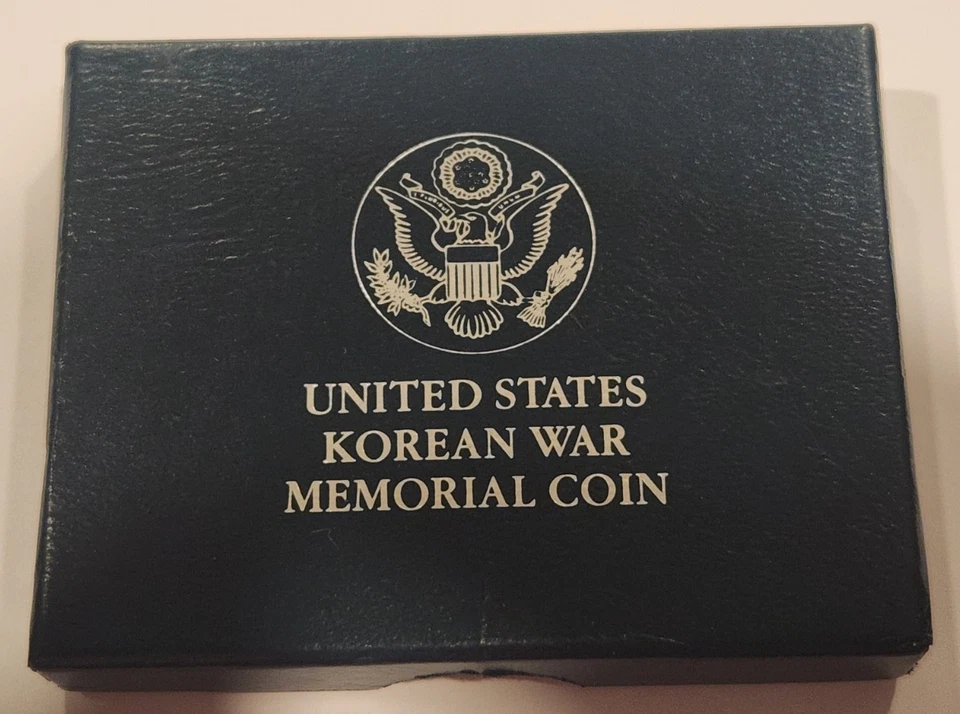 UNITED STATES
KOREAN WAR
MEMORIAL COIN